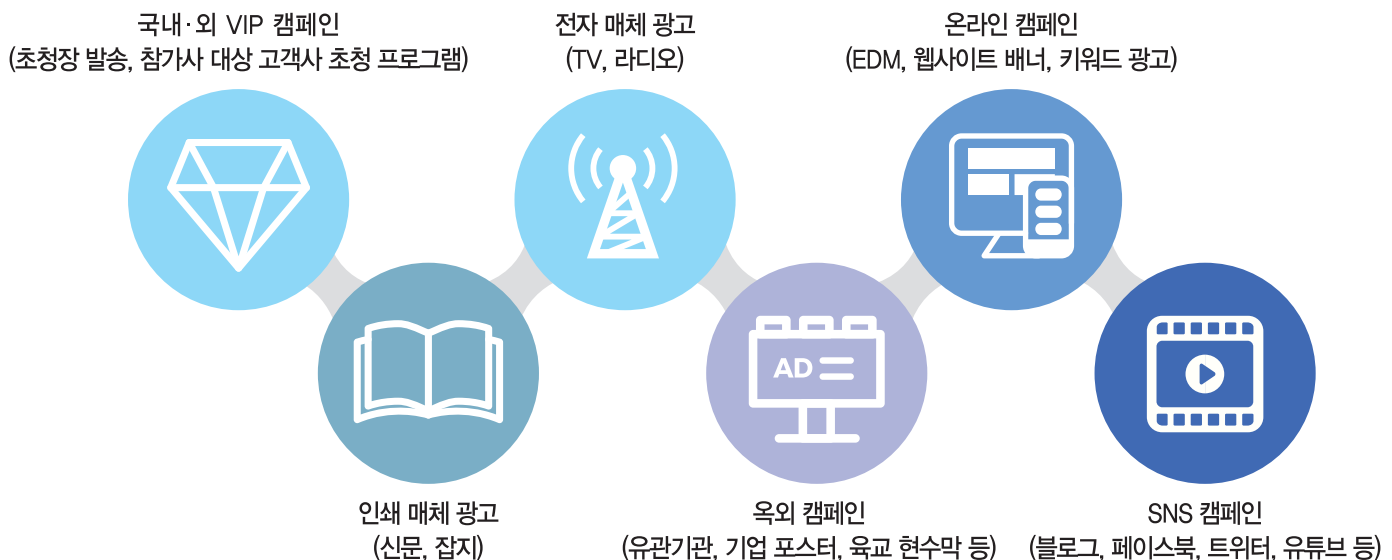 국내·외 VIP 캠페인
(초청장 발송, 참가사 대상 고객사 초청 프로그램)
전자 매체 광고
(TV, 라디오)
온라인 캠페인
(EDM, 웹사이트 배너, 키워드 광고)
AD
인쇄 매체 광고
(신문, 잡지)
옥외 캠페인
(유관기관, 기업 포스터, 육교 현수막 등)
SNS 캠페인
(블로그, 페이스북, 트위터, 유튜브 등)